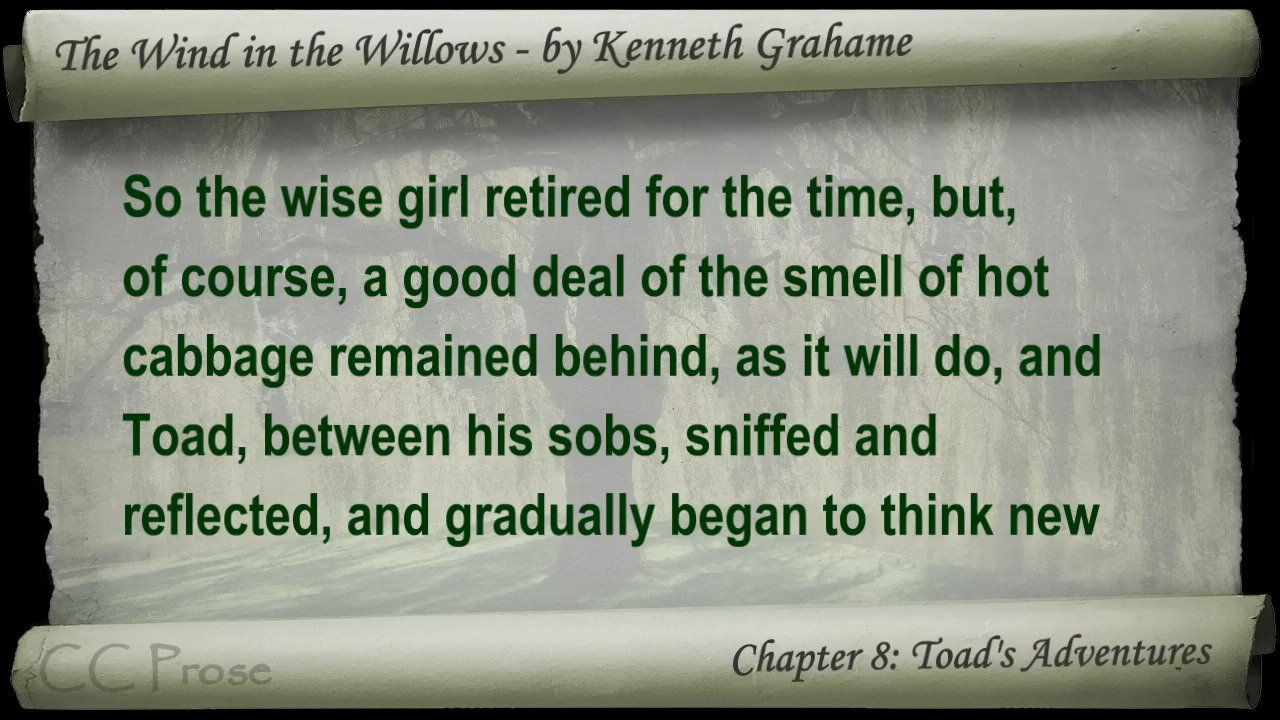 The Wind in the Willows - by Kenneth Grahame
So the wise girl retired for the time, but,
of course, a good deal of the smell of hot
cabbage remained behind, as it will do, and
Toad, between his sobs, sniffed and
reflected, and gradually began to think new
CC Prose
Chapter 8: Toad's Adventures